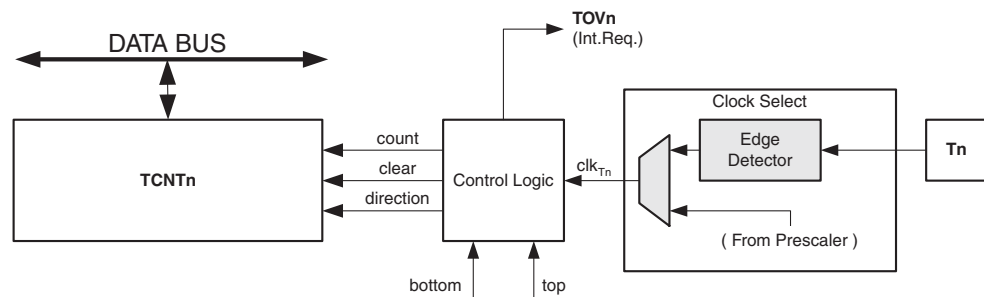 TOVn
(Int.Req.)
DATA BUS
Clock Select
count
Edge
Detector
Tn
TCNTn
clear
Control Logic
clkTn
direction
( From Prescaler )
bottom
top